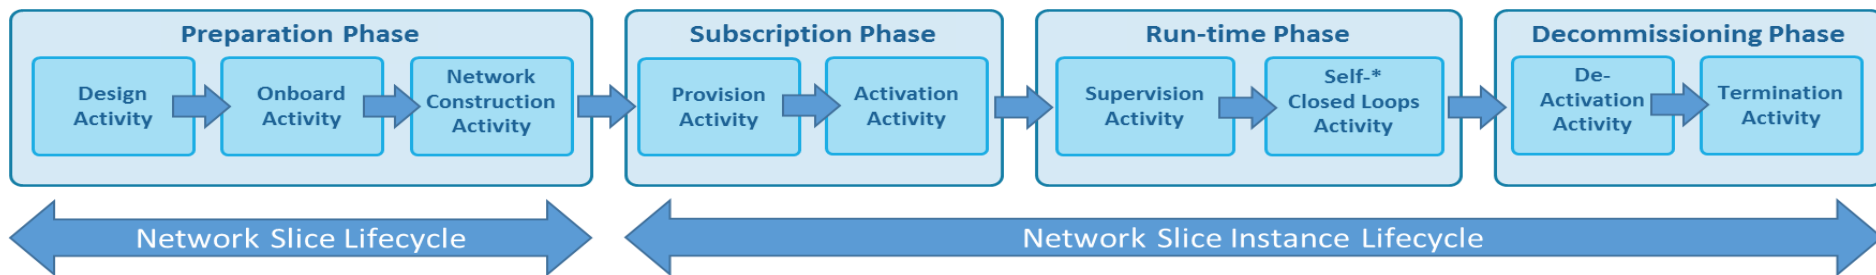 Preparation Phase
Design
Activity
Onboard
Activity
Network
Construction
Activity
Subscription Phase
Provision
Activity
Activation
Activity
Run-time Phase
Supervision
Activity
Self-*
Closed Loops
Activity
Decommissioning Phase
De-
Activation
Activity
Termination
Activity
Network Slice Lifecycle
Network Slice Instance Lifecycle